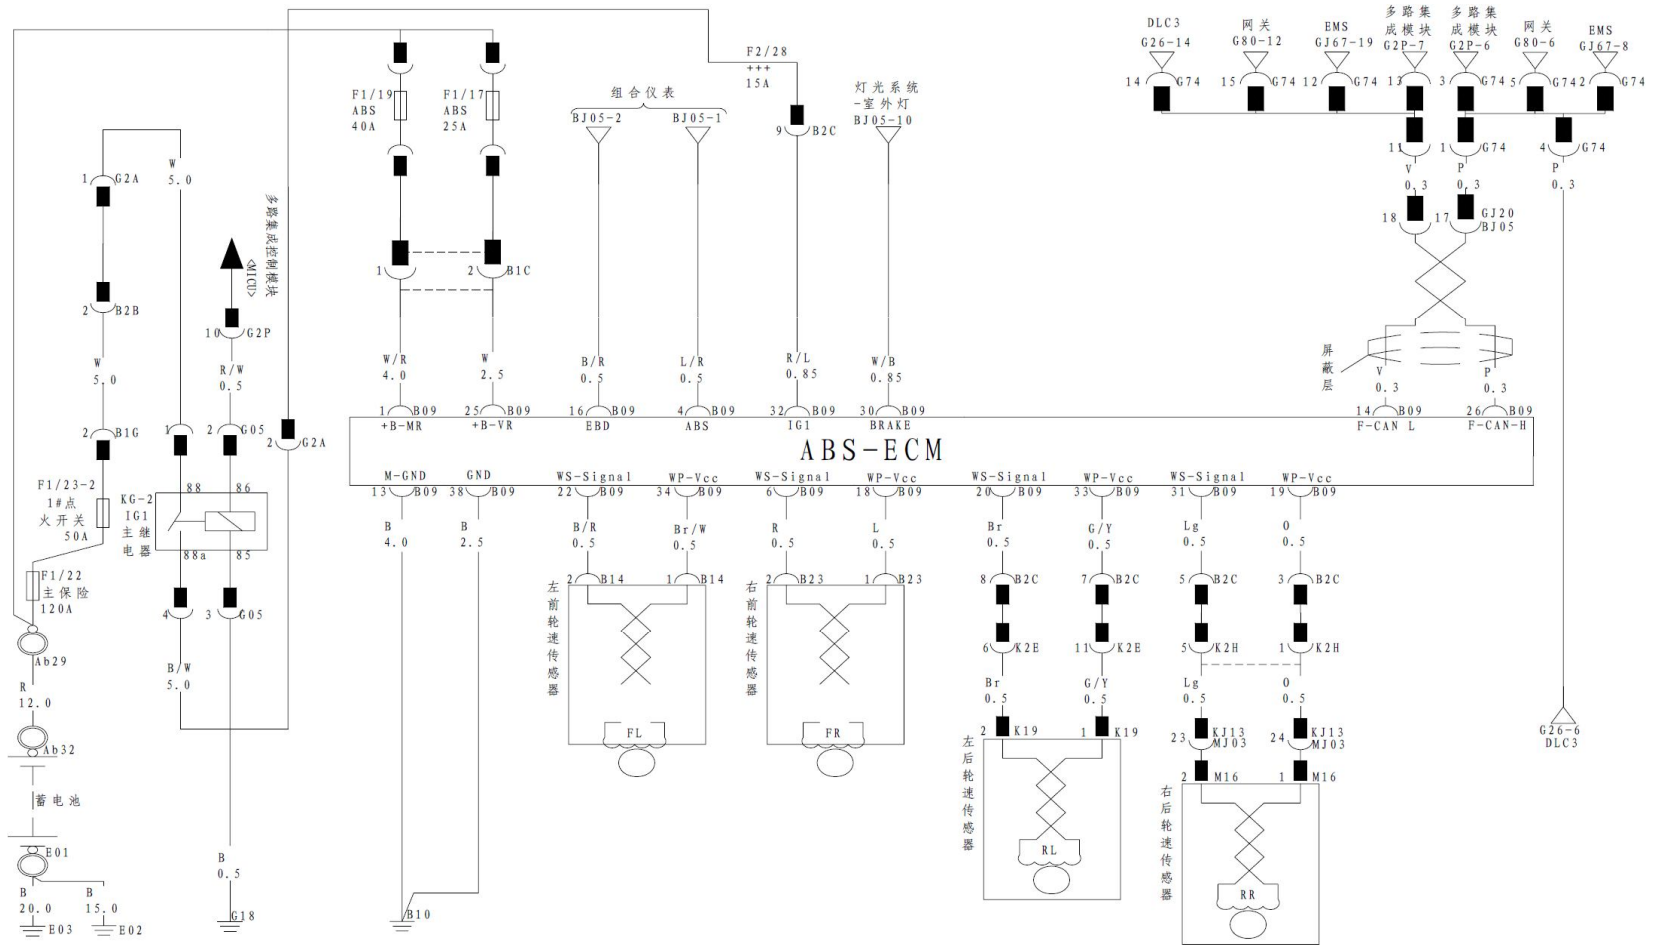 DLC3
G26-14
网关
G80-12
EMS
GJ67-19
多路集
成模块
G2P-7
多路集
成模块
G2P-6
网关
G80-6
EMS
GJ67-8
14 G74
15 G74
12 G74
13 G74
3 G74
5 G74
2 G74
11
1 G74
4 G74
V
0.3
P
0.3
P
0.3
18
17 GJ20
BJ05
屏蔽层
V
0.3
P
0.3
F2/28
+++
15A
9 B2C
灯光系统
-室外灯
BJ05-10
组合仪表
BJ05-2
BJ05-1
F1/19
ABS
40A
F1/17
ABS
25A
1
2 B1C
W
5.0
1 G2A
2 B2B
W
5.0
2 B1G
多路集成控制模块
<MICU>
10 G2P
R/W
0.5
W/R
4.0
W
2.5
B/R
0.5
L/R
0.5
R/L
0.85
W/B
0.85
1 B09
25 B09
16 B09
4 B09
32 B09
30 B09
14 B09
26 B09
+B-MR
+B-VR
EBD
ABS
IG1
BRAKE
F-CAN L
F-CAN-H
ABS-ECM
M-GND
GND
WS-Signal
WP-Vcc
WS-Signal
WP-Vcc
WS-Signal
WP-Vcc
WS-Signal
WP-Vcc
13 B09
38 B09
22 B09
34 B09
6 B09
18 B09
20 B09
33 B09
31 B09
19 B09
1
2 G05
2 G2A
F1/23-2
1#点
火开关
50A
KG-2
IG1
主继
电器
88
86
88a
85
F1/22
主保险
120A
4
3 G05
Ab29
R
12.0
Ab32
蓄电池
E01
B
20.0
B
15.0
E03
E02
B/W
5.0
B
0.5
G18
B
4.0
B
2.5
B10
B/R
0.5
Br/W
0.5
R
0.5
L
0.5
Br
0.5
G/Y
0.5
Lg
0.5
O
0.5
2 B14
1 B14
2 B23
1 B23
左前轮速传感器
FL
右前轮速传感器
FR
8 B2C
7 B2C
5 B2C
3 B2C
6 K2E
11 K2E
5 K2H
1 K2H
Br
0.5
G/Y
0.5
Lg
0.5
O
0.5
2 K19
1 K19
23 KJ13
MJ03
24 KJ13
MJ03
2 M16
1 M16
左后轮速传感器
RL
右后轮速传感器
RR
G26-6
DLC3